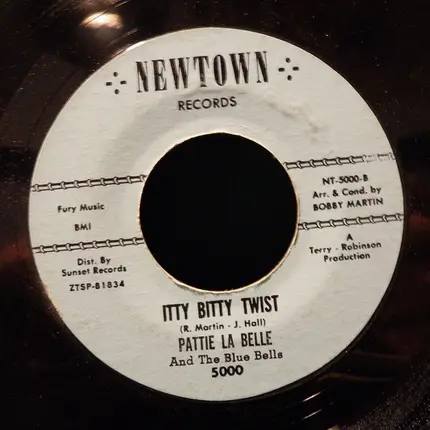 NEWTOWN
RECORDS
NT-5000-B
Arr. & Cond. by
BOBBY MARTIN
Fury Music
BMI
A
Terry - Robinson
Production
Dist. By
Sunset Records
ZTSP-81834
ITTY BITTY TWIST
(R. Martin - J. Hall)
PATTIE LA BELLE
And The Blue Bells
5000